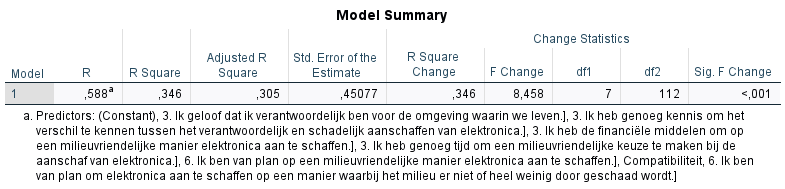 Model Summary
Change Statistics
Model R R Square Adjusted R Square Std. Error of the Estimate R Square Change F Change df1 df2 Sig. F Change
1 ,588a ,346 ,305 ,45077 ,346 8,458 7 112 <,001
a. Predictors: (Constant), 3. Ik geloof dat ik verantwoordelijk ben voor de omgeving waarin we leven.], 3. Ik heb genoeg kennis om het
verschil te kennen tussen het verantwoordelijk en schadelijk aanschaffen van elektronica.], 3. Ik heb de financiële middelen om op
een milieuvriendelijke manier elektronica aan te schaffen.], 3. Ik heb genoeg tijd om een milieuvriendelijke keuze te maken bij de
aanschaf van elektronica.], 6. Ik ben van plan op een milieuvriendelijke manier elektronica aan te schaffen.], Compatibiliteit, 6. Ik ben
van plan om elektronica aan te schaffen op een manier waarbij het milieu er niet of heel weinig door geschaad wordt.]